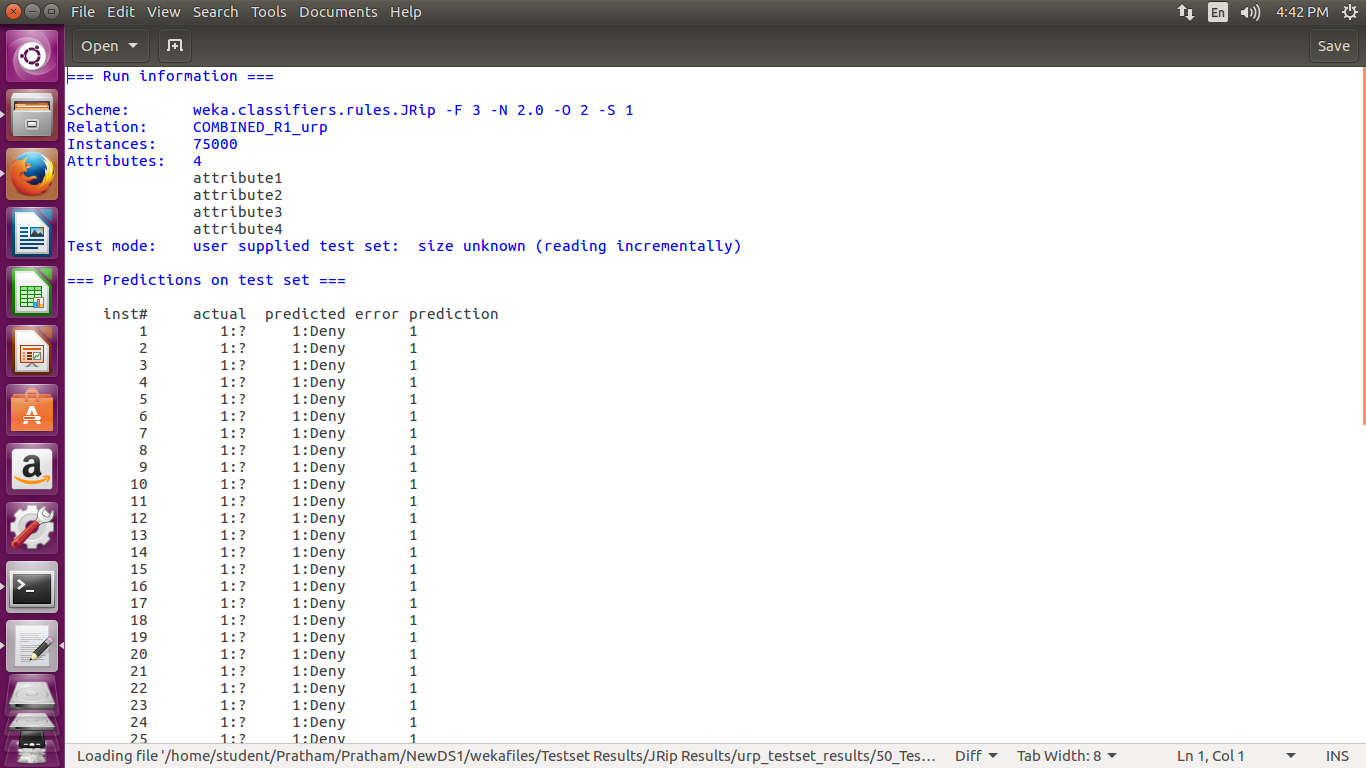 File Edit View Search Tools Documents Help En 4:42 PM
Open Save
=== Run information ===
Scheme: weka.classifiers.rules.JRip -F 3 -N 2.0 -O 2 -S 1
Relation: COMBINED_R1_urp
Instances: 75000
Attributes: 4
attribute1
attribute2
attribute3
attribute4
Test mode: user supplied test set: size unknown (reading incrementally)
=== Predictions on test set ===
inst# actual predicted error prediction
1 1:? 1:Deny 1
2 1:? 1:Deny 1
3 1:? 1:Deny 1
4 1:? 1:Deny 1
5 1:? 1:Deny 1
6 1:? 1:Deny 1
7 1:? 1:Deny 1
8 1:? 1:Deny 1
9 1:? 1:Deny 1
10 1:? 1:Deny 1
11 1:? 1:Deny 1
12 1:? 1:Deny 1
13 1:? 1:Deny 1
14 1:? 1:Deny 1
15 1:? 1:Deny 1
16 1:? 1:Deny 1
17 1:? 1:Deny 1
18 1:? 1:Deny 1
19 1:? 1:Deny 1
20 1:? 1:Deny 1
21 1:? 1:Deny 1
22 1:? 1:Deny 1
23 1:? 1:Deny 1
24 1:? 1:Deny 1
25 1:? 1:Deny 1
Loading file '/home/student/Pratham/Pratham/NewDS1/wekafiles/Testset Results/JRip Results/urp_testset_results/50_Tes... Diff Tab Width: 8 Ln 1, Col 1 INS